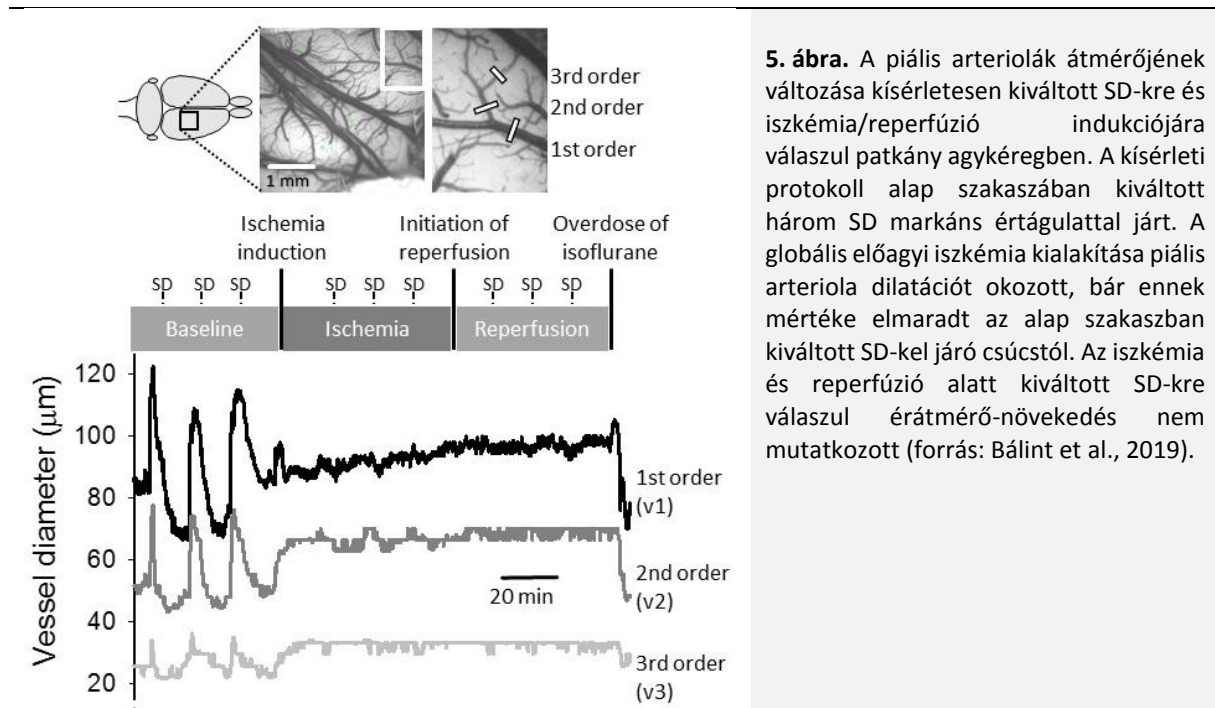 3rd order
2nd order
1st order
1 mm
Ischemia induction
Initiation of reperfusion
Overdose of isoflurane
SD SD SD SD SD SD SD SD SD
Baseline Ischemia Reperfusion
Vessel diameter (µm)
120
100
80
60
40
20
1st order
(v1)
2nd order
(v2)
20 min
3rd order
(v3)
5. ábra. A piális arteriolák átmérőjének
változása kísérletesen kiváltott SD-kre és
iszkémia/reperfúzió indukciójára
válaszul patkány agykéregben. A kísérleti
protokoll alap szakaszában kiváltott
három SD markáns értágulattal járt. A
globális előagyi iszkémia kialakítása piális
arteriola dilatációt okozott, bár ennek
mértéke elmaradt az alap szakaszban
kiváltott SD-kel járó csúcstól. Az iszkémia
és reperfúzió alatt kiváltott SD-kre
válaszul érátmérő-növekedés nem
mutatkozott (forrás: Bálint et al., 2019).